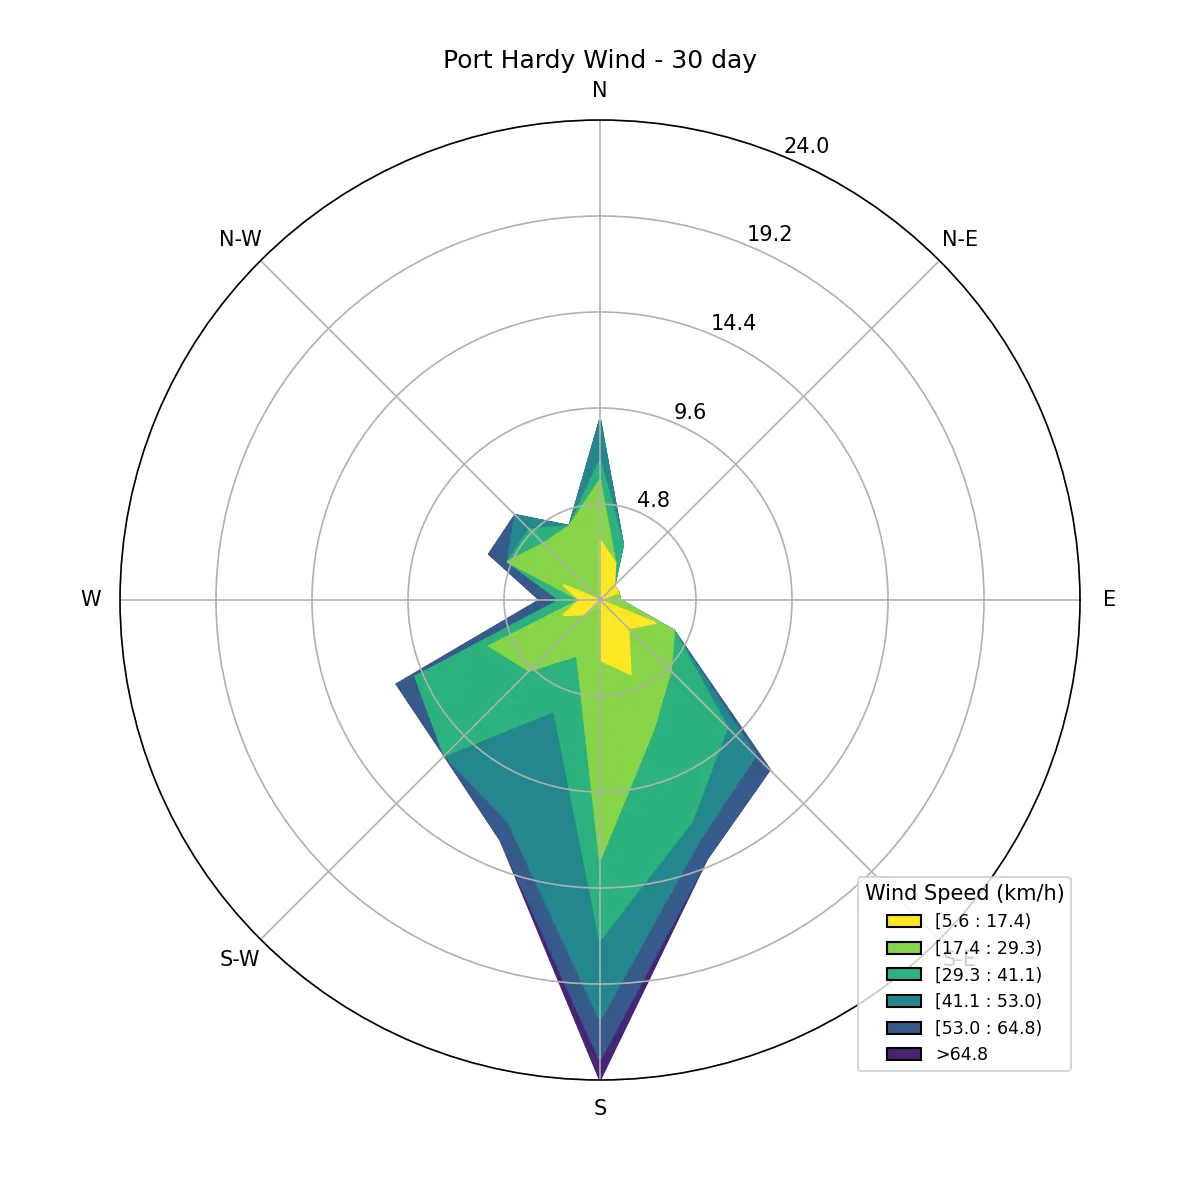 Port Hardy Wind - 30 day
N
24.0
N-W
19.2
N-E
14.4
9.6
4.8
W
E
S-W
S-E
S
Wind Speed (km/h)
[5.6 : 17.4)
[17.4 : 29.3)
[29.3 : 41.1)
[41.1 : 53.0)
[53.0 : 64.8)
>64.8